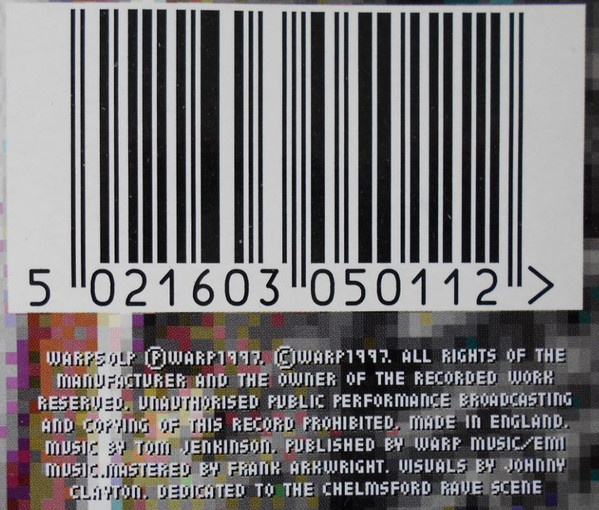 5 021603 050112 >
WARP50LP ⓅWARP1997. ©WARP1997. ALL RIGHTS OF THE
MANUFACTURER AND THE OWNER OF THE RECORDED WORK
RESERVED. UNAUTHORISED PUBLIC PERFORMANCE BROADCASTING
AND COPYING OF THIS RECORD PROHIBITED. MADE IN ENGLAND.
MUSIC BY TOM JENKINSON. PUBLISHED BY WARP MUSIC/EMI
MUSIC.MASTERED BY FRANK ARKWRIGHT. VISUALS BY JOHNNY
CLAYTON. DEDICATED TO THE CHELMSFORD RAVE SCENE